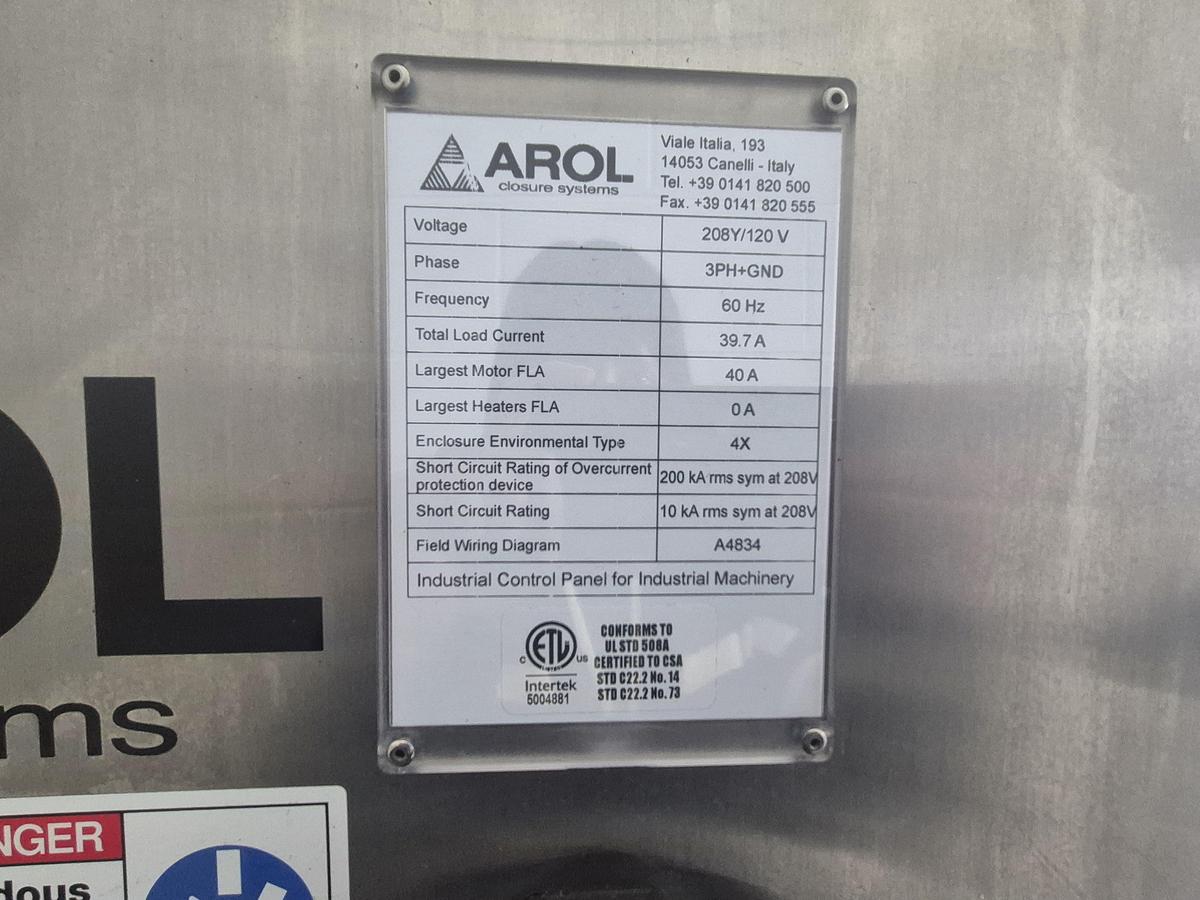 AROL
closure systems
Viale Italia, 193
14053 Canelli - Italy
Tel. +39 0141 820 500
Fax. +39 0141 820 555
Voltage 208Y/120 V
Phase 3PH+GND
Frequency 60 Hz
Total Load Current 39.7 A
Largest Motor FLA 40 A
Largest Heaters FLA 0 A
Enclosure Environmental Type 4X
Short Circuit Rating of Overcurrent
protection device 200 kA rms sym at 208V
Short Circuit Rating 10 kA rms sym at 208V
Field Wiring Diagram A4834
Industrial Control Panel for Industrial Machinery
C ETL US
Intertek
5004881
CONFORMS TO
UL STD 508A
CERTIFIED TO CSA
STD C22.2 No. 14
STD C22.2 No. 73
OL
ms
NGER
dous